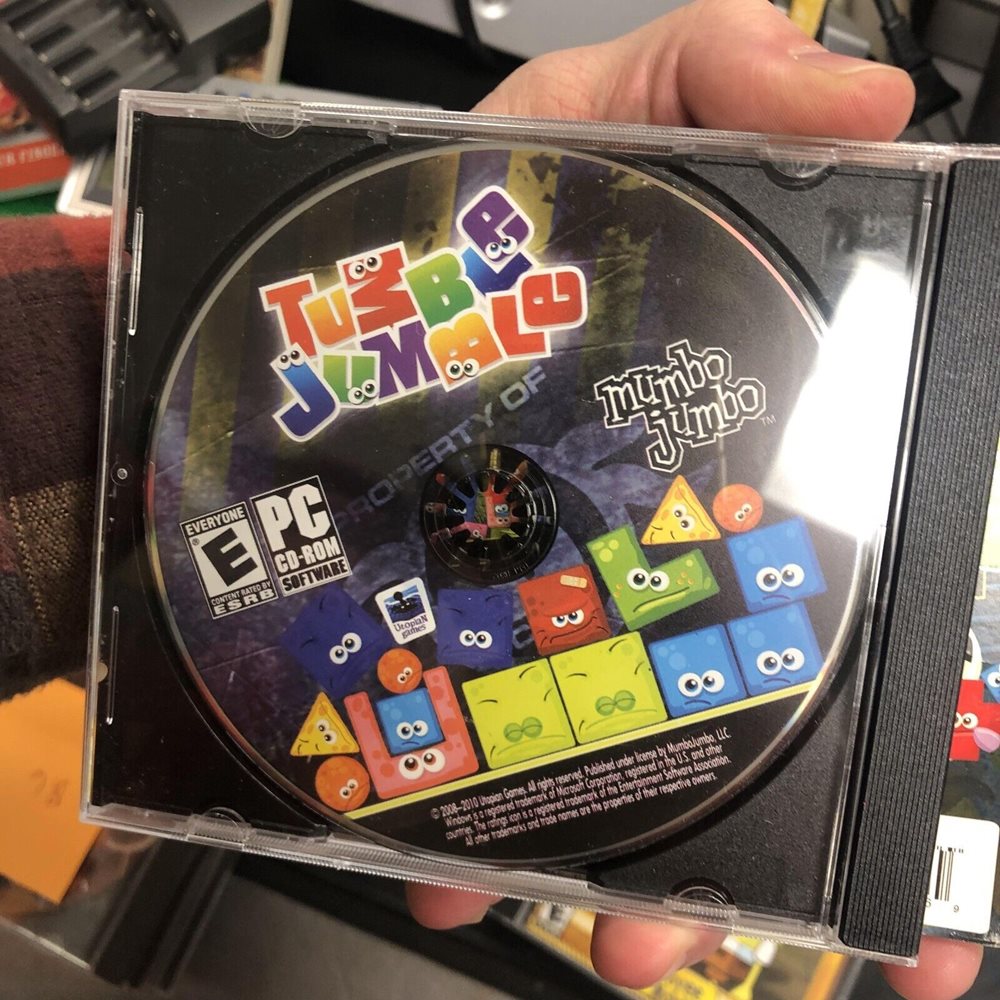 TUMBLE
JUMBLE
mumbo
jumbo
TM
PROPERTY OF
EVERYONE
E
®
CONTENT RATED BY
ESRB
PC
CD-ROM
SOFTWARE
Utopian
games
© 2008-2010 Utopian Games. All rights reserved. Published under license by MumboJumbo, LLC.
Windows is a registered trademark of Microsoft Corporation, registered in the U.S. and other
countries. The ratings icon is a registered trademark of the Entertainment Software Association.
All other trademarks and trade names are the properties of their respective owners.
9